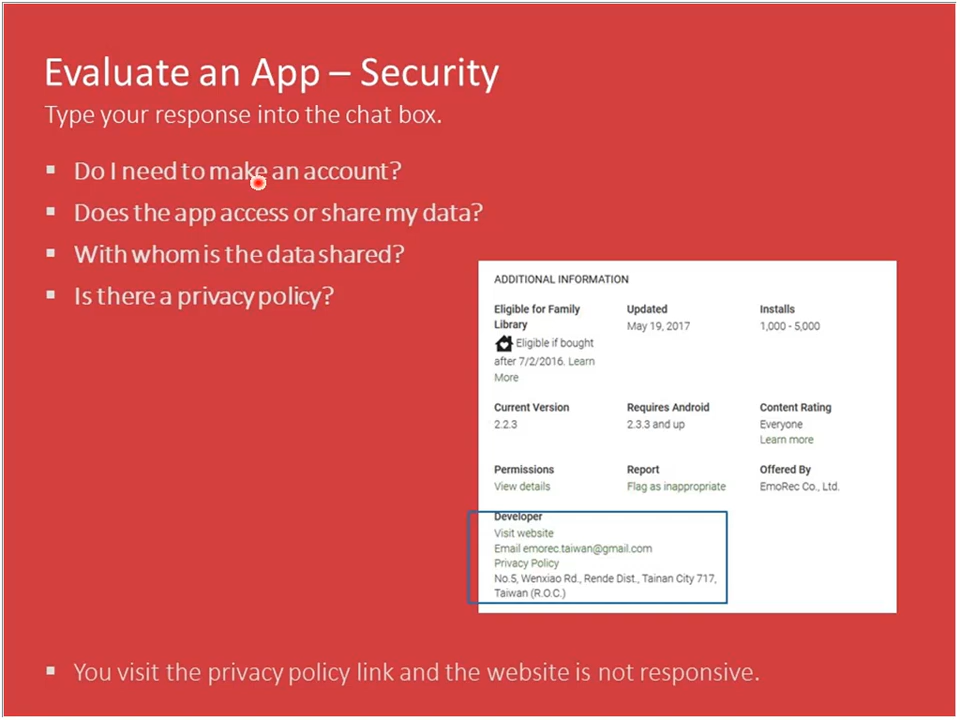 Evaluate an App – Security
Type your response into the chat box.
▪ Do I need to make an account?
▪ Does the app access or share my data?
▪ With whom is the data shared?
▪ Is there a privacy policy?
ADDITIONAL INFORMATION
Eligible for Family
Library
Eligible if bought
after 7/2/2016. Learn
More
Updated
May 19, 2017
Installs
1,000 - 5,000
Current Version
2.2.3
Requires Android
2.3.3 and up
Content Rating
Everyone
Learn more
Permissions
View details
Report
Flag as inappropriate
Offered By
EmoRec Co., Ltd.
Developer
Visit website
Email emorec.taiwan@gmail.com
Privacy Policy
No.5, Wenxiao Rd., Rende Dist., Tainan City 717,
Taiwan (R.O.C.)
▪ You visit the privacy policy link and the website is not responsive.